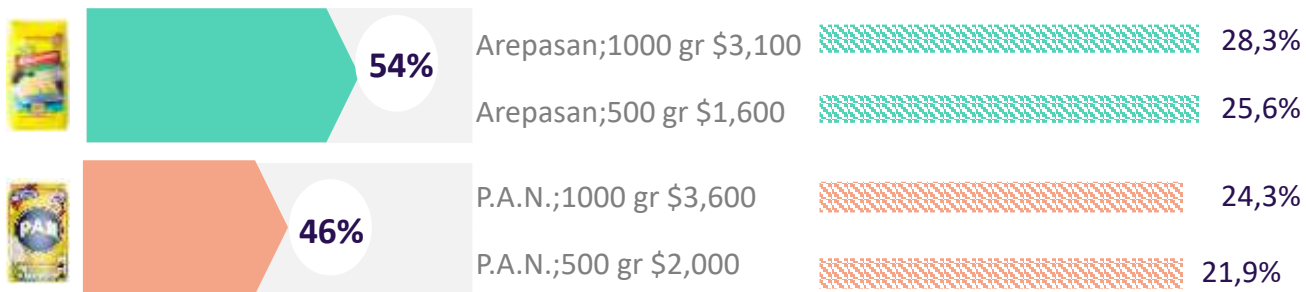 54%
Arepasan;1000 gr $3,100
28,3%
Arepasan;500 gr $1,600
25,6%
PAN
46%
P.A.N.;1000 gr $3,600
24,3%
P.A.N.;500 gr $2,000
21,9%